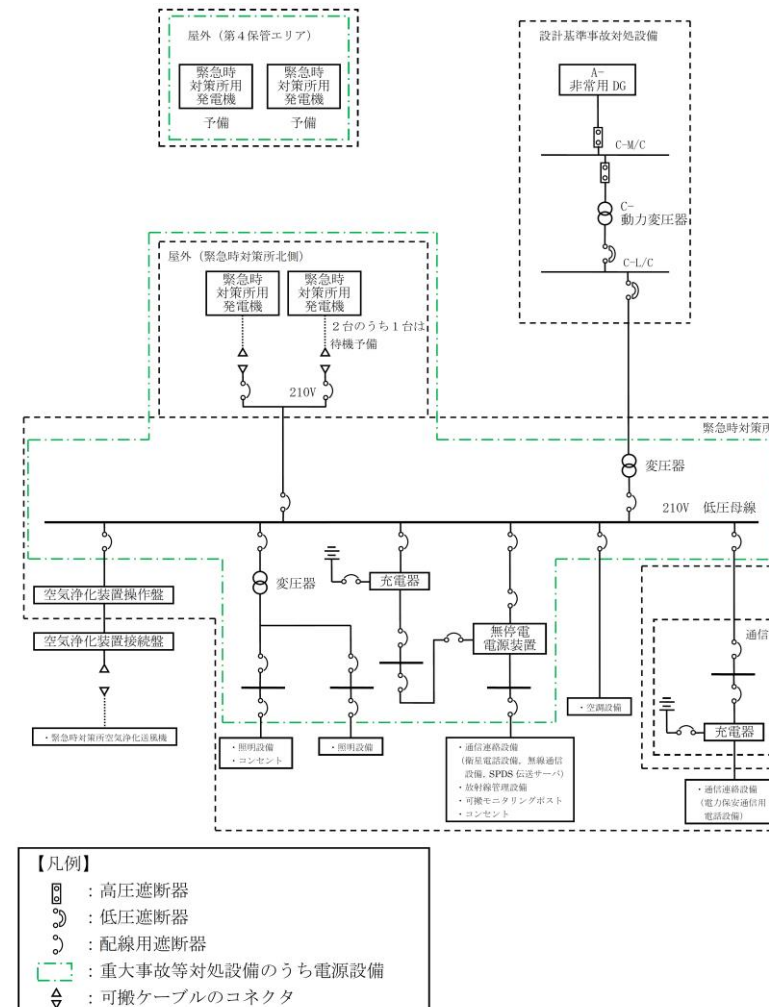 屋外（第４保管エリア）
緊急時
対策所用
発電機
緊急時
対策所用
発電機
予備
予備
設計基準事故対処設備
A-
非常用 DG
C-M/C
C-
動力変圧器
C-L/C
屋外（緊急時対策所北側）
緊急時
対策所用
発電機
緊急時
対策所用
発電機
２台のうち１台は
待機予備
210V
緊急時対策所
変圧器
210V 低圧母線
空気浄化装置操作盤
空気浄化装置接続盤
・緊急時対策所空気浄化送風機
変圧器
充電器
無停電
電源装置
・照明設備
・コンセント
・照明設備
・通信連絡設備
（衛星電話設備、無線通信
設備、SPDS 伝送サーバ）
・放射線管理設備
・可搬モニタリングポスト
・コンセント
・空調設備
通信
充電器
・通信連絡設備
（電力保安通信用
電話設備）
【凡例】
：高圧遮断器
：低圧遮断器
：配線用遮断器
：重大事故等対処設備のうち電源設備
：可搬ケーブルのコネクタ